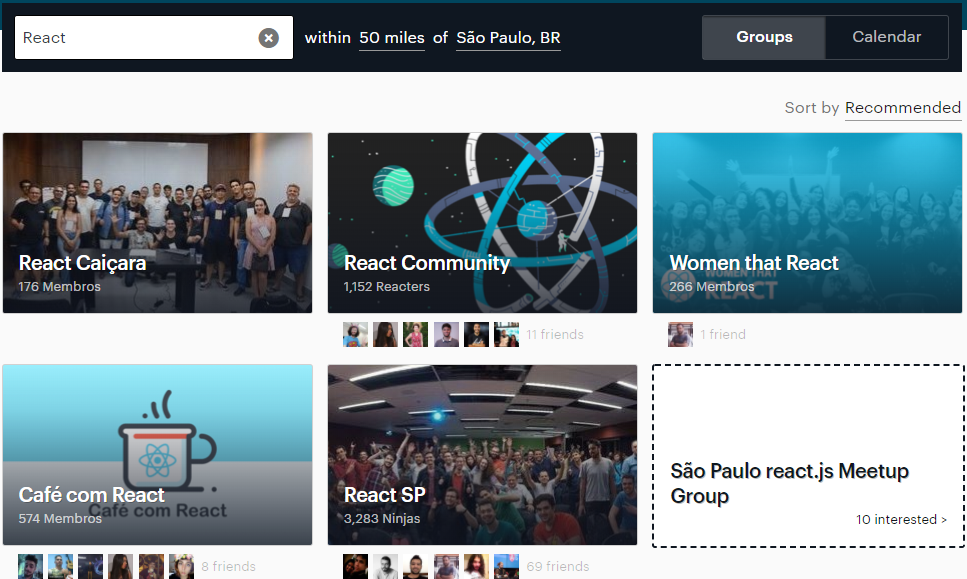 React
within 50 miles of São Paulo, BR
Groups
Calendar
Sort by Recommended
React Caiçara
176 Membros
React Community
1,152 Reacters
11 friends
WOMEN THAT
REACT
Women that React
266 Membros
1 friend
Café com React
Café com React
574 Membros
8 friends
React SP
3,283 Ninjas
69 friends
São Paulo react.js Meetup
Group
10 interested >